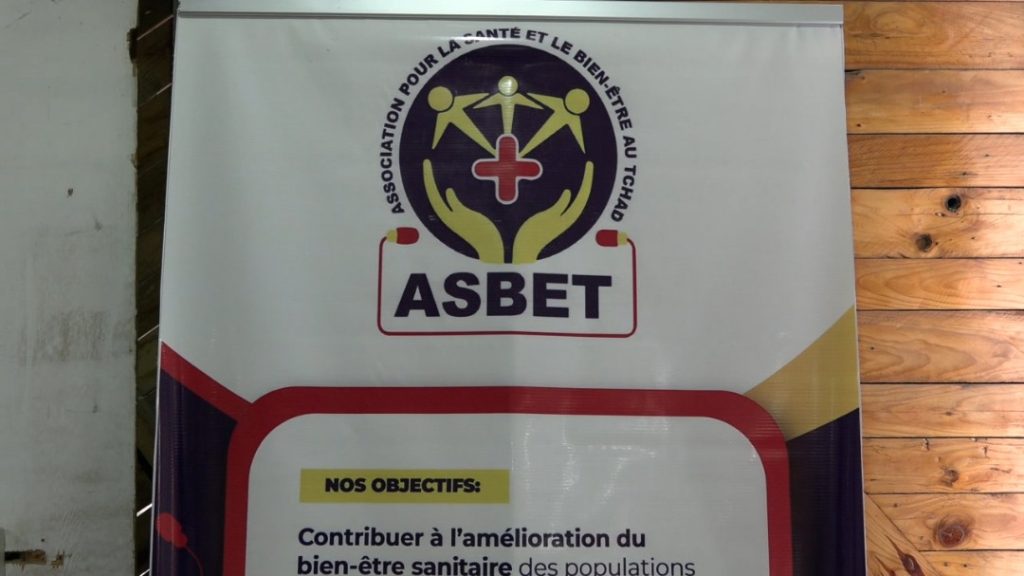 ASSOCIATION POUR LA SANTÉ ET LE BIEN-ÊTRE AU TCHAD
ASBET
NOS OBJECTIFS:
Contribuer à l'amélioration du
bien-être sanitaire des populations